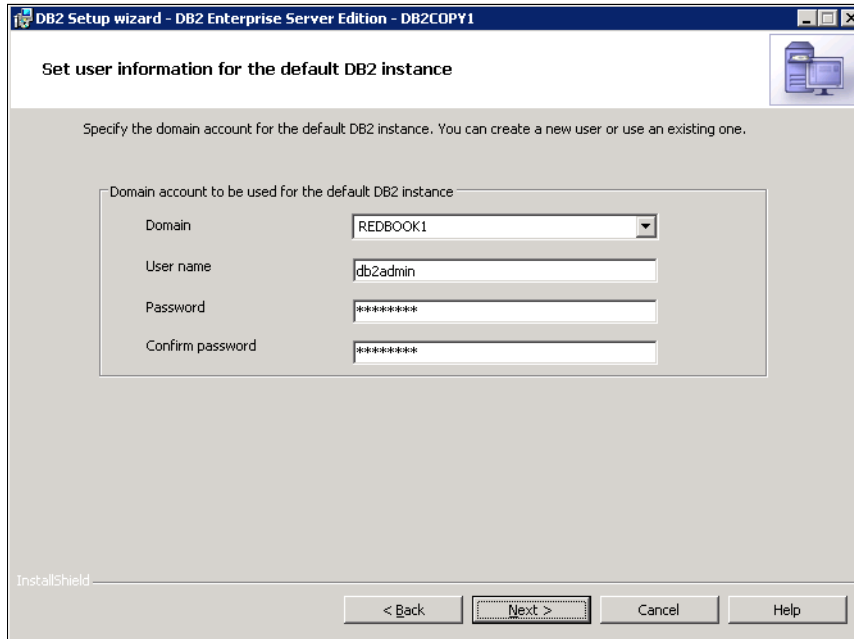 DB2 Setup wizard - DB2 Enterprise Server Edition - DB2COPY1
Set user information for the default DB2 instance
Specify the domain account for the default DB2 instance. You can create a new user or use an existing one.
Domain account to be used for the default DB2 instance
Domain
REDBOOK1
User name
db2admin
Password
********
Confirm password
********
InstallShield
< Back
Next >
Cancel
Help